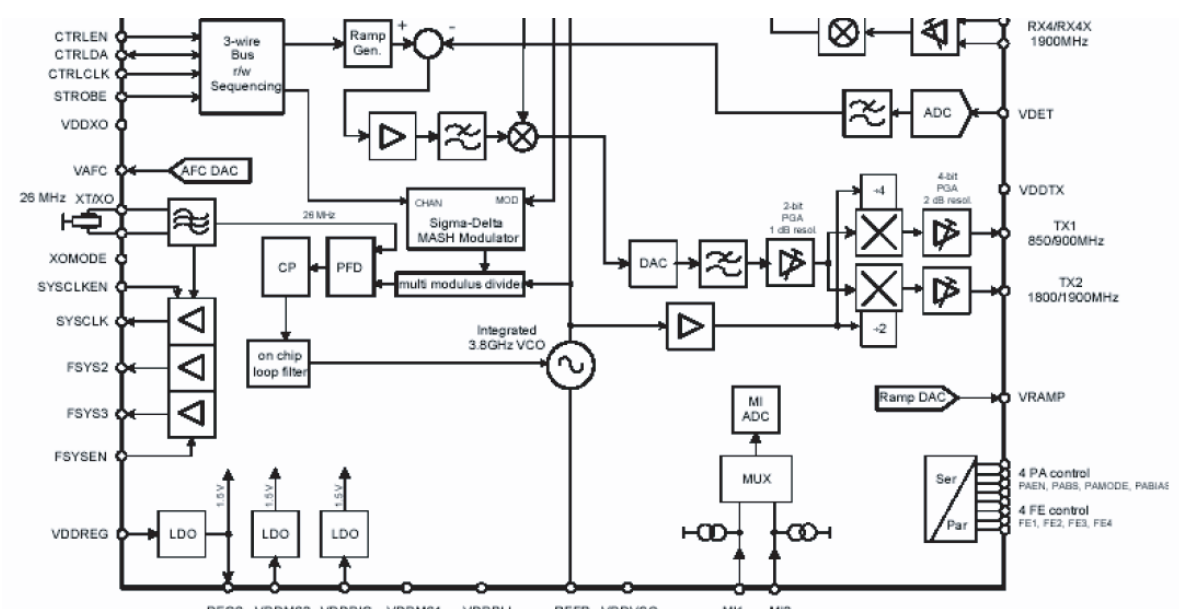 CTRLEN
CTRLDA
CTRLCLK
STROBE
VDDXO
VAFC
26 MHz XT/XO
XOMODE
SYSCLKEN
SYSCLK
FSYS2
FSYS3
FSYSEN
VDDREG
3-wire
Bus
r/w
Sequencing
Ramp
Gen.
+
-
AFC DAC
26 MHz
CHAN
MOD
Sigma-Delta
MASH Modulator
CP
PFD
multi modulus divider
on chip
loop filter
Integrated
3.8GHz VCO
DAC
2-bit
PGA
1 dB resol.
÷4
÷2
4-bit
PGA
2 dB resol.
ADC
RX4/RX4X
1900MHz
VDET
VDDTX
TX1
850/900MHz
TX2
1800/1900MHz
Ramp DAC
VRAMP
MI
ADC
MUX
Ser
Par
4 PA control
PAEN, PABS, PAMODE, PABIAS
4 FE control
FE1, FE2, FE3, FE4
LDO
1.5 V
LDO
1.5 V
LDO
1.5 V